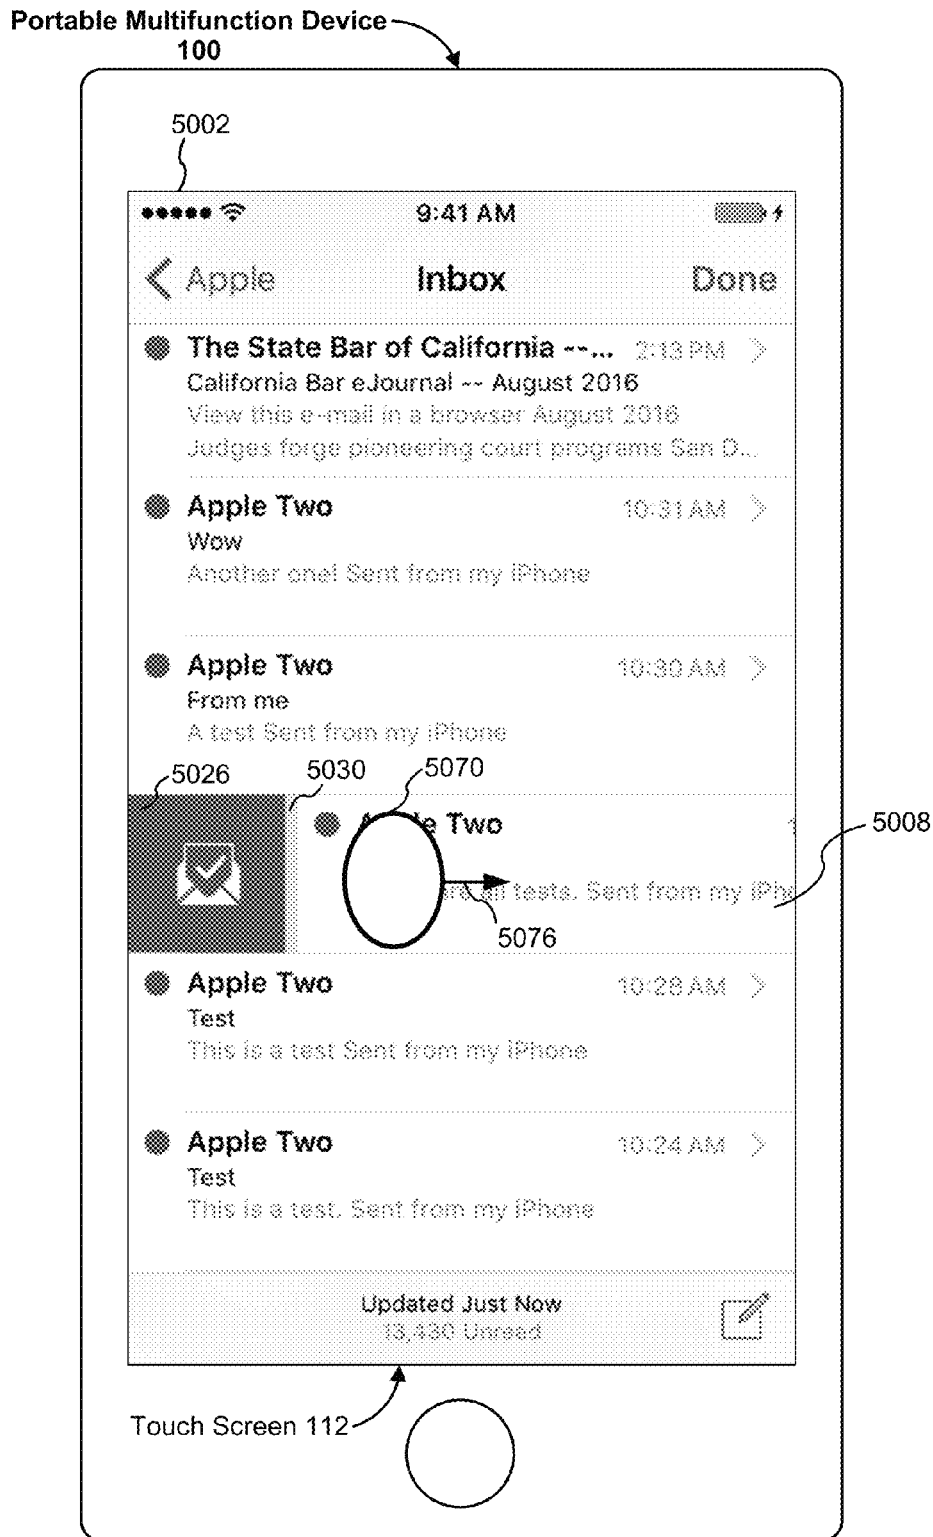 Portable Multifunction Device
100
5002
9:41 AM
Apple Inbox Done
The State Bar of California --... 2:13 PM
California Bar eJournal -- August 2016
View this e-mail in a browser August 2016
Judges forge pioneering court programs San D...
Apple Two 10:31 AM
Wow
Another one! Sent from my iPhone
Apple Two 10:30 AM
From me
A test Sent from my iPhone
5026 5030 5070
Two
5008
all tests. Sent from my iPh
5076
Apple Two 10:28 AM
Test
This is a test Sent from my iPhone
Apple Two 10:24 AM
Test
This is a test. Sent from my iPhone
Updated Just Now
13,430 Unread
Touch Screen 112